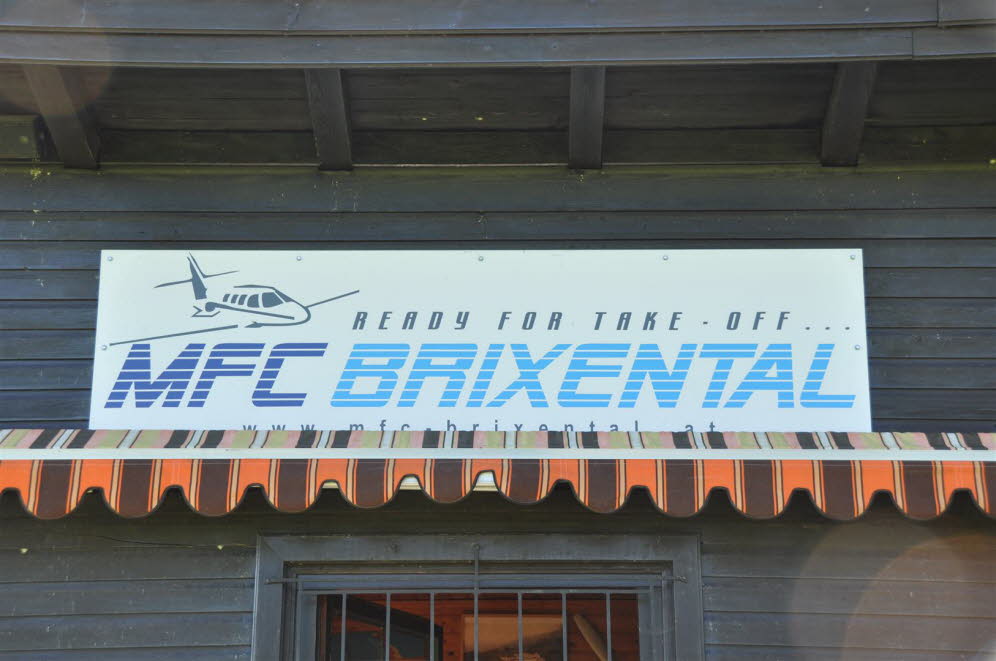 READY FOR TAKE-OFF...
MFC BRIXENTAL
www.mfc-brixental.at